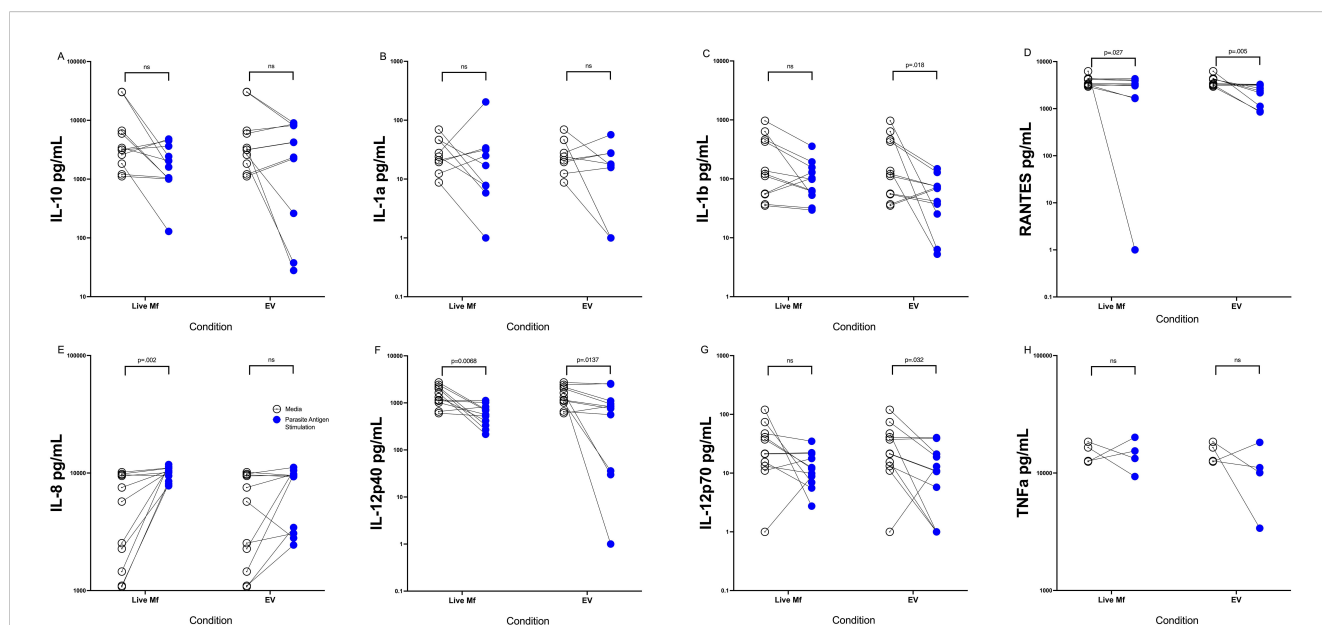 A
IL-10 pg/mL
100000
10000
1000
100
10
ns
ns
Live Mf
EV
Condition
B
IL-1a pg/mL
1000
100
10
1
0.1
ns
ns
Live Mf
EV
Condition
C
IL-1b pg/mL
10000
1000
100
10
1
ns
p=.018
Live Mf
EV
Condition
D
RANTES pg/mL
10000
1000
100
10
1
0.1
p=.027
p=.005
Live Mf
EV
Condition
E
IL-8 pg/mL
100000
10000
1000
p=.002
ns
Media
Parasite Antigen
Stimulation
Live Mf
EV
Condition
F
IL-12p40 pg/mL
10000
1000
100
10
1
0.1
p=0.0068
p=.0137
Live Mf
EV
Condition
G
IL-12p70 pg/mL
1000
100
10
1
0.1
ns
p=.032
Live Mf
EV
Condition
H
TNFa pg/mL
100000
10000
1000
ns
ns
Live Mf
EV
Condition